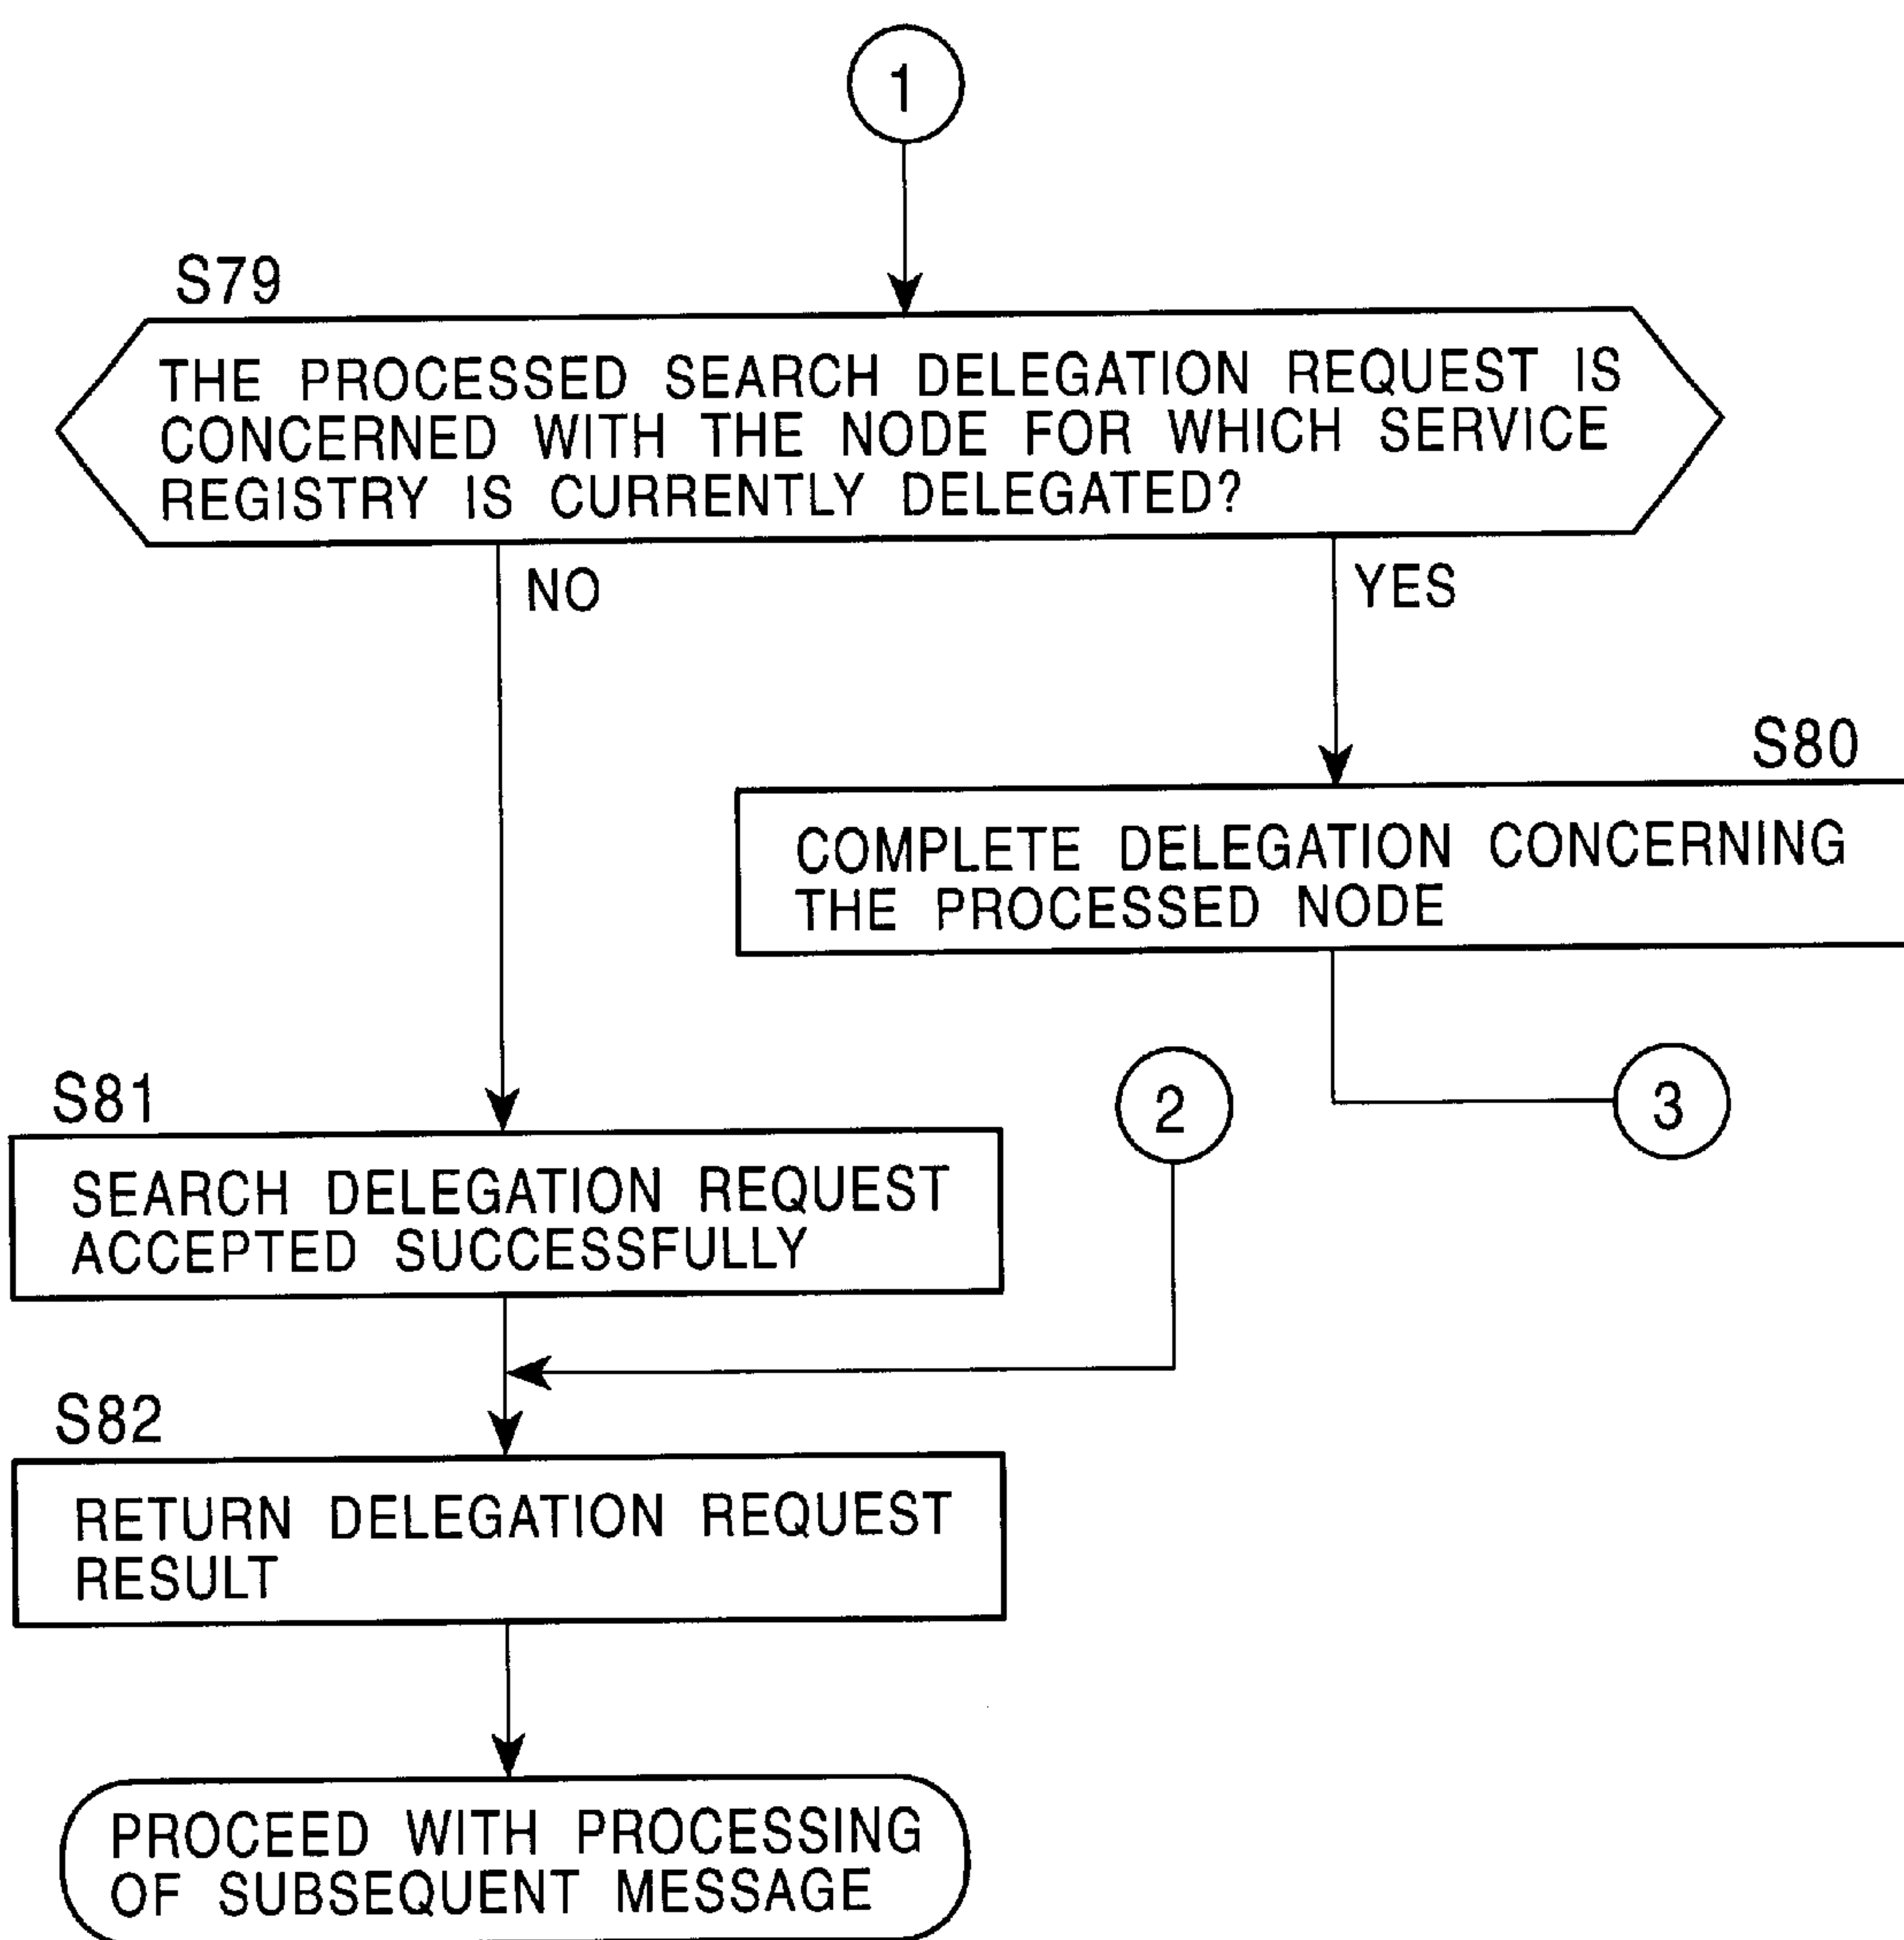 1
S79
THE PROCESSED SEARCH DELEGATION REQUEST IS
CONCERNED WITH THE NODE FOR WHICH SERVICE
REGISTRY IS CURRENTLY DELEGATED?
NO
YES
S80
COMPLETE DELEGATION CONCERNING
THE PROCESSED NODE
S81
2
3
SEARCH DELEGATION REQUEST
ACCEPTED SUCCESSFULLY
S82
RETURN DELEGATION REQUEST
RESULT
PROCEED WITH PROCESSING
OF SUBSEQUENT MESSAGE